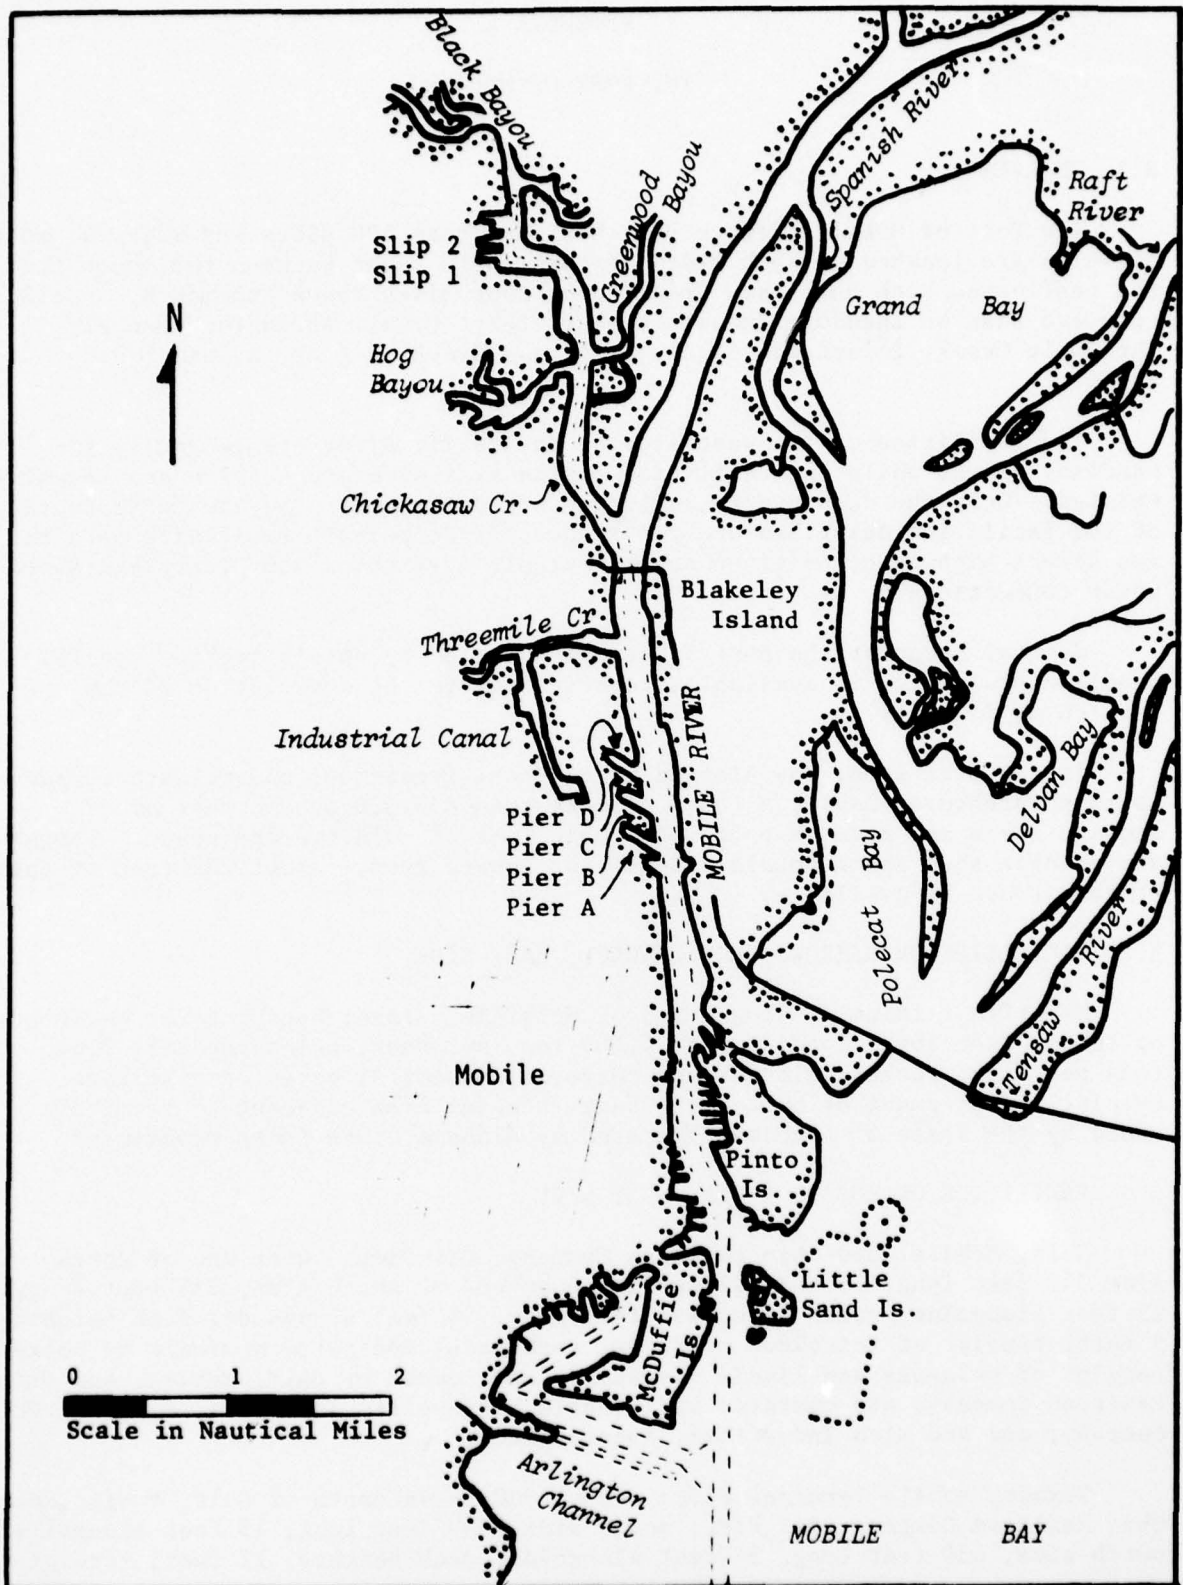 Black
Bayou
Spanish River
Greenwood
Bayou
Raft
River
Slip 2
Slip 1
Grand Bay
N
Hog
Bayou
Chickasaw Cr.
Blakeley
Island
Threemile Cr
MOBILE RIVER
Industrial Canal
Delvan Bay
Pier D
Pier C
Pier B
Pier A
Polecat Bay
Tensaw River
Mobile
Pinto
Is.
Little
Sand Is.
McDuffie
Is.
0 1 2
Scale in Nautical Miles
Arlington
Channel
MOBILE BAY